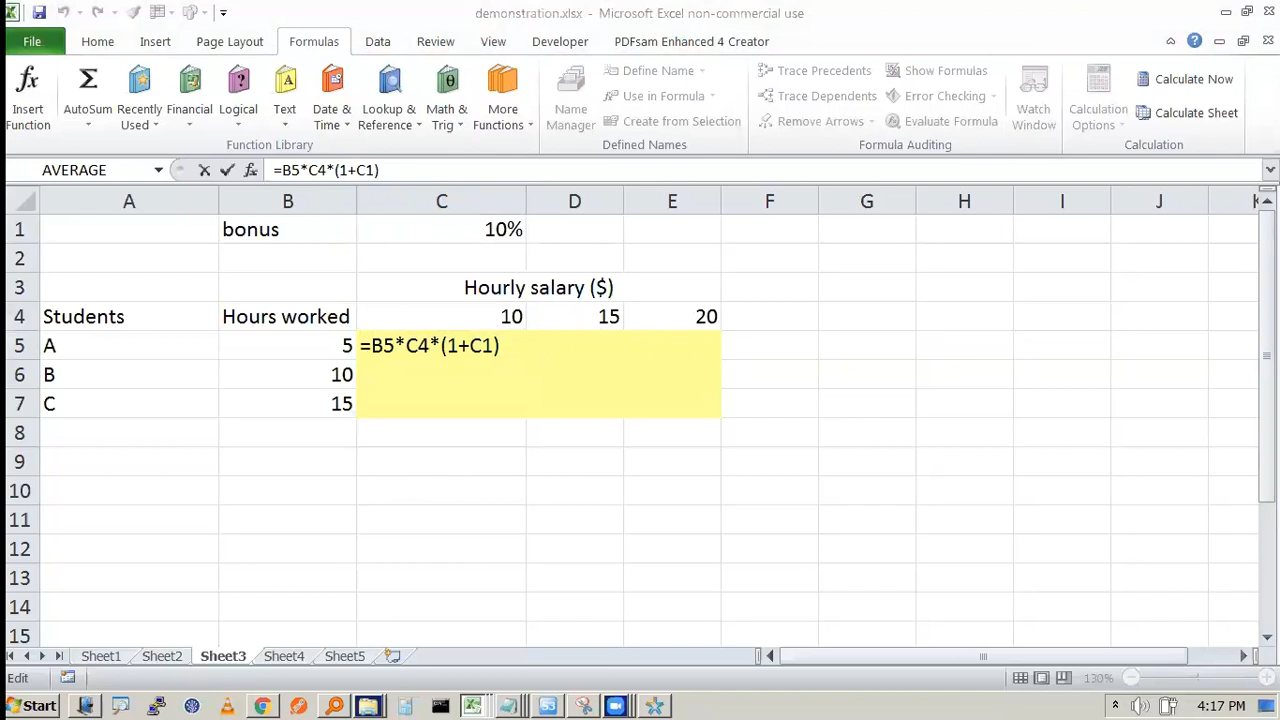 demonstration.xlsx - Microsoft Excel non-commercial use
File Home Insert Page Layout Formulas Data Review View Developer PDFsam Enhanced 4 Creator
Insert Function
AutoSum
Recently Used
Financial
Logical
Text
Date & Time
Lookup & Reference
Math & Trig
More Functions
Function Library
Name Manager
Define Name
Use in Formula
Create from Selection
Defined Names
Trace Precedents
Trace Dependents
Remove Arrows
Show Formulas
Error Checking
Evaluate Formula
Formula Auditing
Watch Window
Calculation Options
Calculate Now
Calculate Sheet
Calculation
AVERAGE =B5*C4*(1+C1)
A B C D E F G H I J K
1 bonus 10%
2
3 Hourly salary ($)
4 Students Hours worked 10 15 20
5 A 5 =B5*C4*(1+C1)
6 B 10
7 C 15
8
9
10
11
12
13
14
15
Sheet1 Sheet2 Sheet3 Sheet4 Sheet5
Edit 130%
Start 4:17 PM